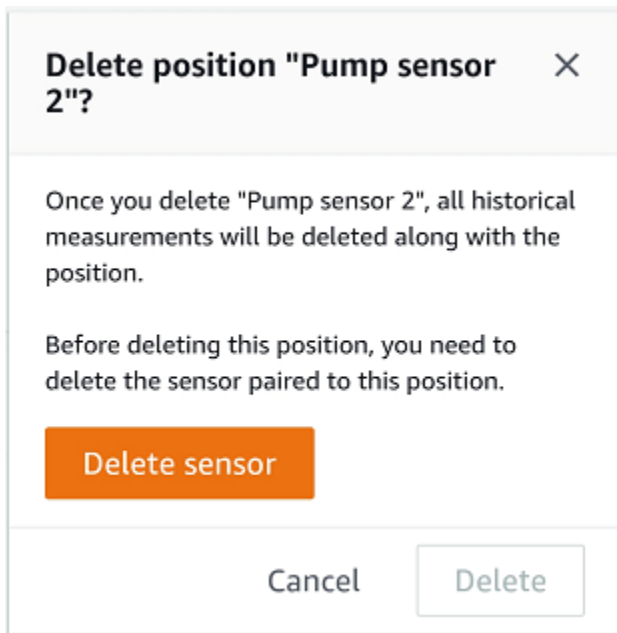 Delete position "Pump sensor
2"?
Once you delete "Pump sensor 2", all historical
measurements will be deleted along with the
position.
Before deleting this position, you need to
delete the sensor paired to this position.
Delete sensor
Cancel Delete